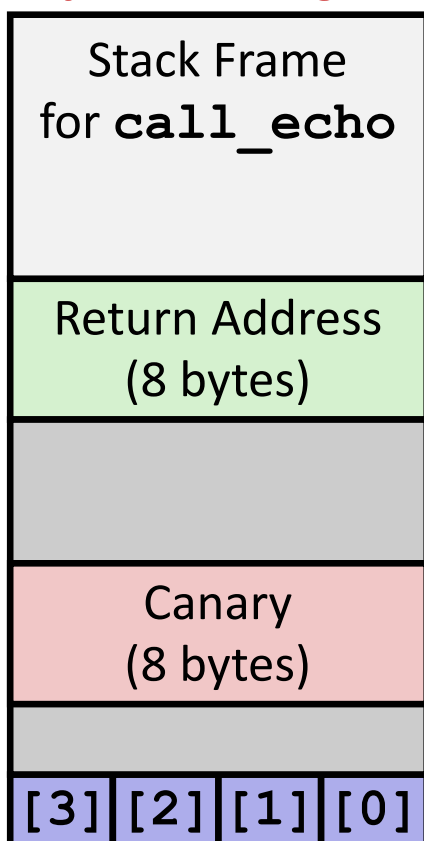 Stack Frame
for call_echo
Return Address
(8 bytes)
Canary
(8 bytes)
[3] [2] [1] [0]